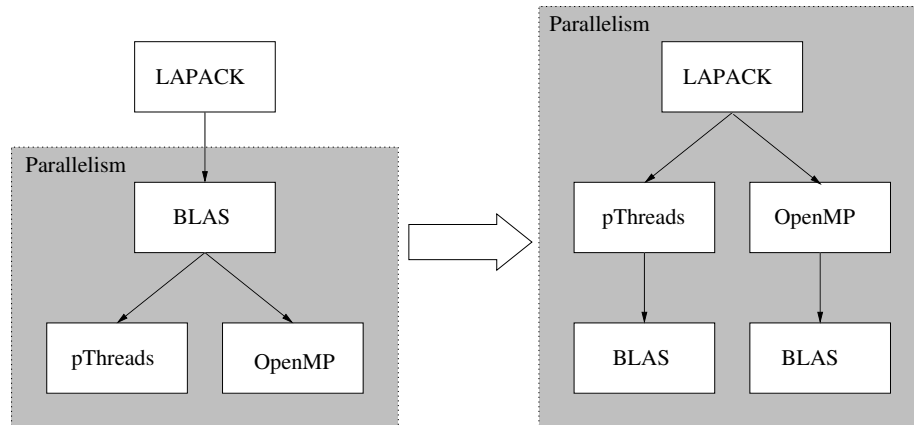 LAPACK
Parallelism
BLAS
pThreads
OpenMP
Parallelism
LAPACK
pThreads
OpenMP
BLAS
BLAS